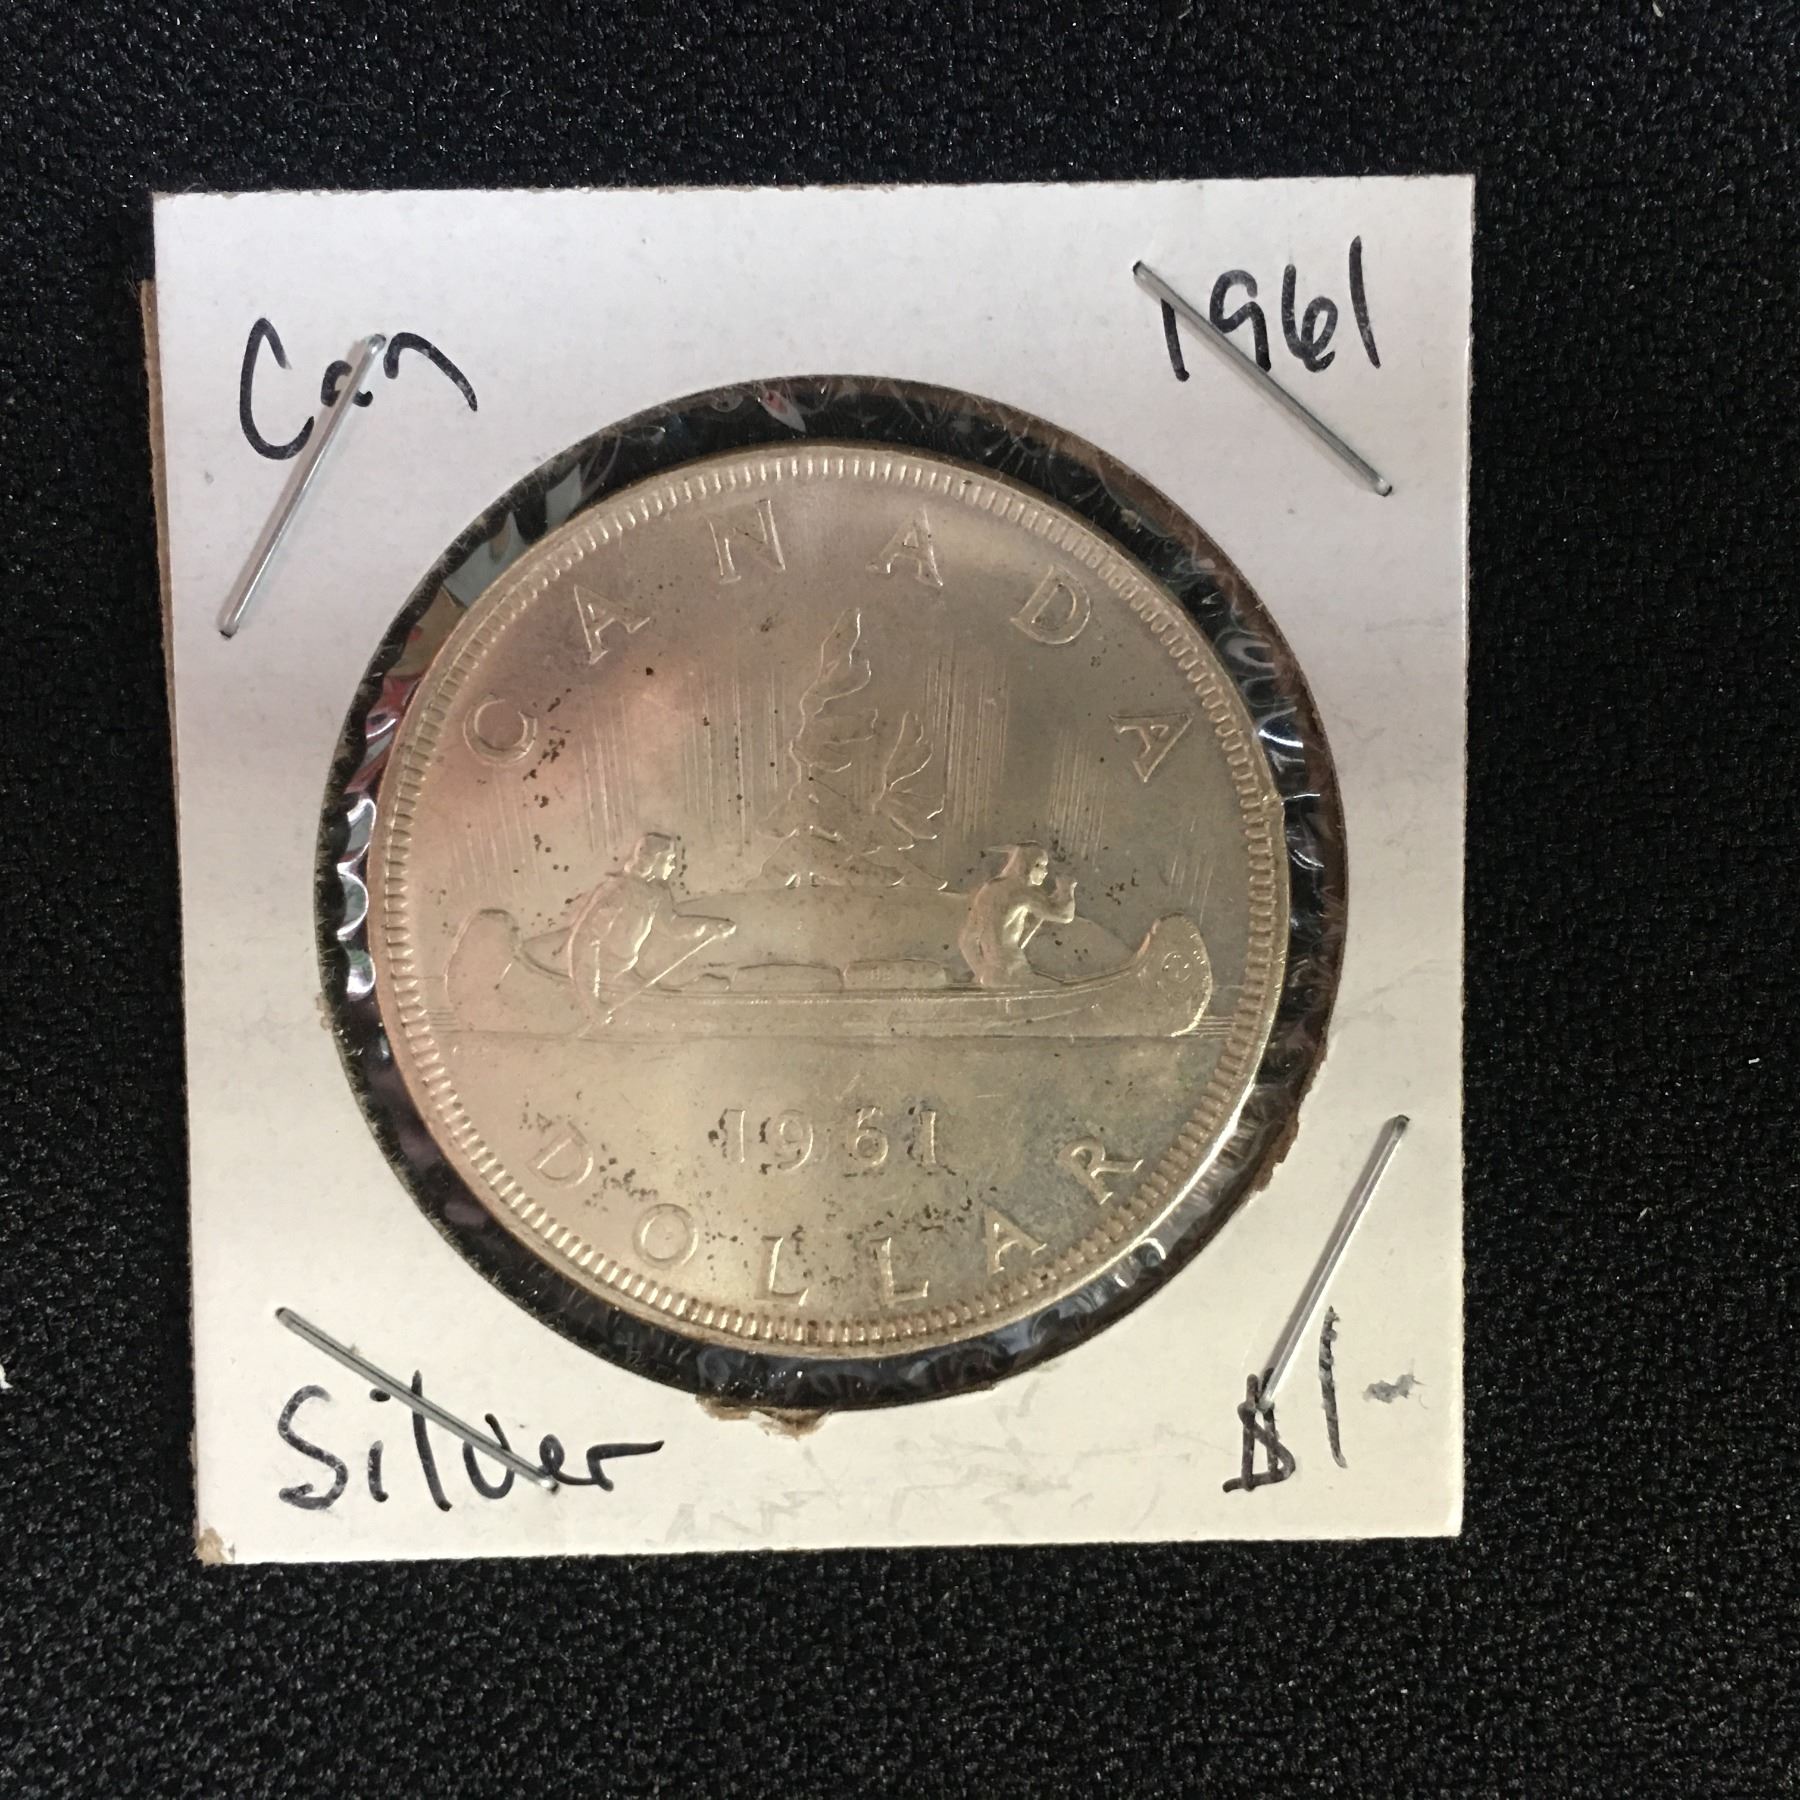 Can
1961
CANADA
1961
DOLLAR
Silver
$1-